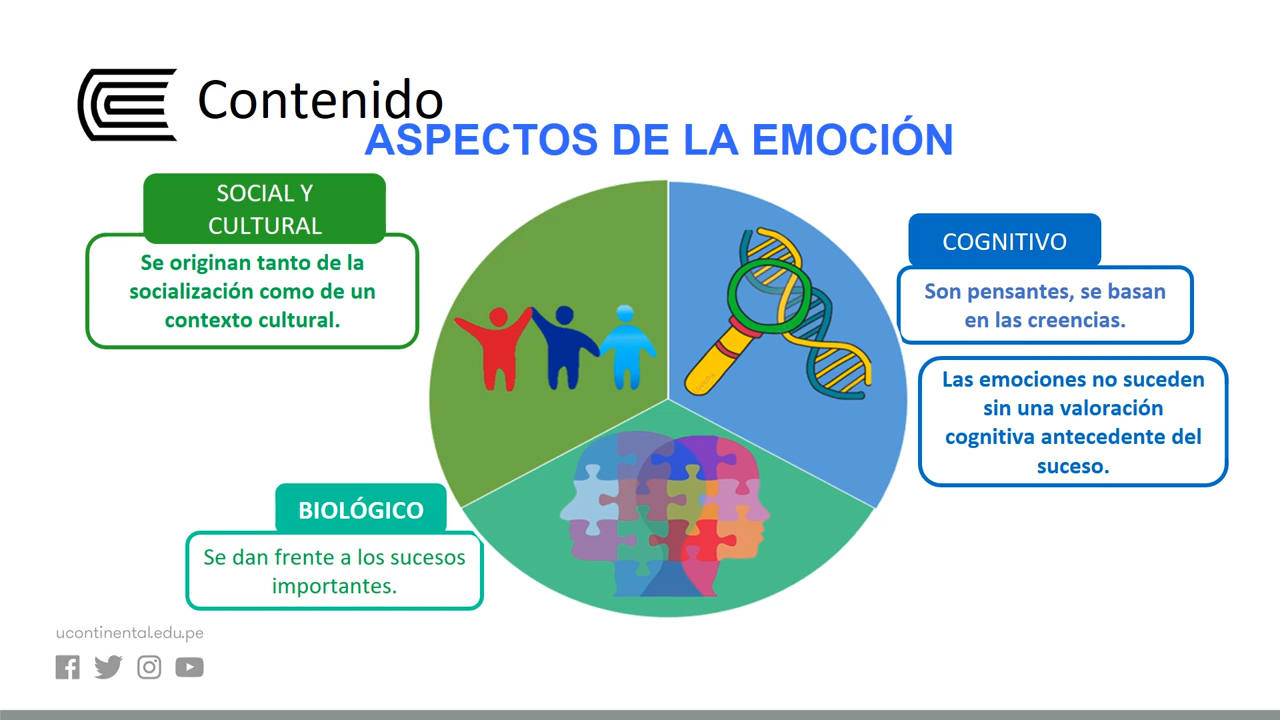 Contenido
ASPECTOS DE LA EMOCIÓN
SOCIAL Y
CULTURAL
Se originan tanto de la
socialización como de un
contexto cultural.
COGNITIVO
Son pensantes, se basan
en las creencias.
Las emociones no suceden
sin una valoración
cognitiva antecedente del
suceso.
BIOLÓGICO
Se dan frente a los sucesos
importantes.
ucontinental.edu.pe